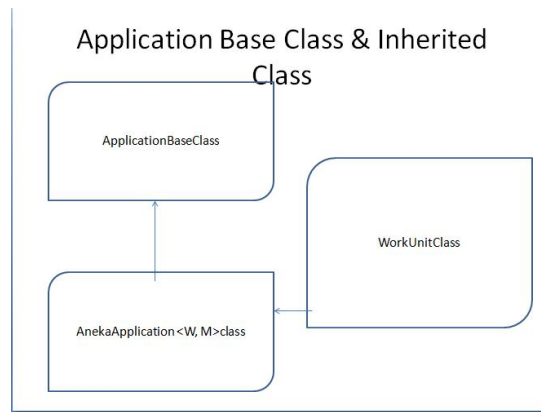 Application Base Class & Inherited
Class
ApplicationBaseClass
WorkUnitClass
AnekaApplication<W, M>class